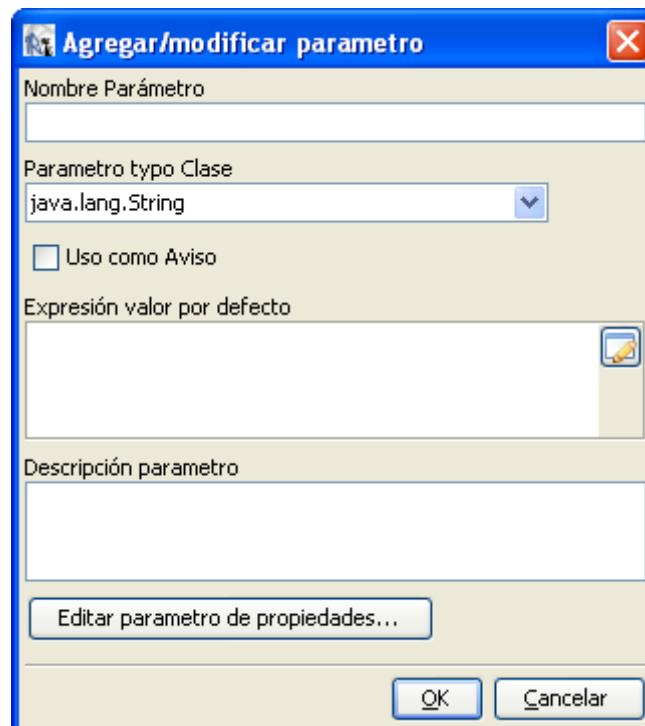 Agregar/modificar parametro
Nombre Parámetro
Parametro typo Clase
java.lang.String
Uso como Aviso
Expresión valor por defecto
Descripción parametro
Editar parametro de propiedades...
OK Cancelar